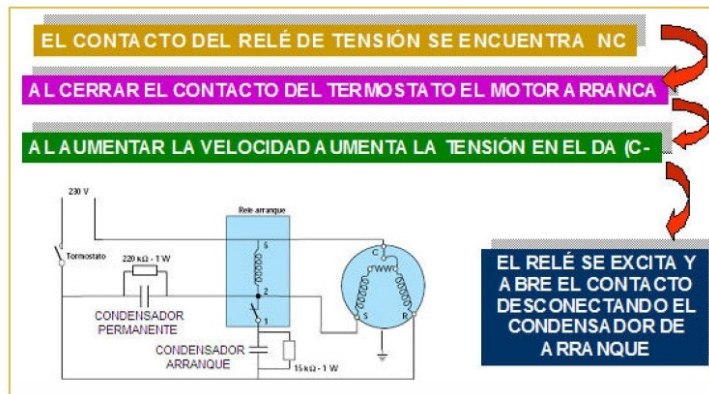 EL CONTACTO DEL RELÉ DE TENSIÓN SE ENCUENTRA NC
AL CERRAR EL CONTACTO DEL TERMOSTATO EL MOTOR ARRANCA
AL AUMENTAR LA VELOCIDAD AUMENTA LA TENSIÓN EN EL DA (C-
230 V
Rele arranque
5
C
Termostato
220 kΩ - 1 W
2
CONDENSADOR
PERMANENTE
S
R
1
CONDENSADOR
ARRANQUE
15 kΩ - 1 W
EL RELÉ SE EXCITA Y
ABRE EL CONTACTO
DESCONECTANDO EL
CONDENSADOR DE
ARRANQUE